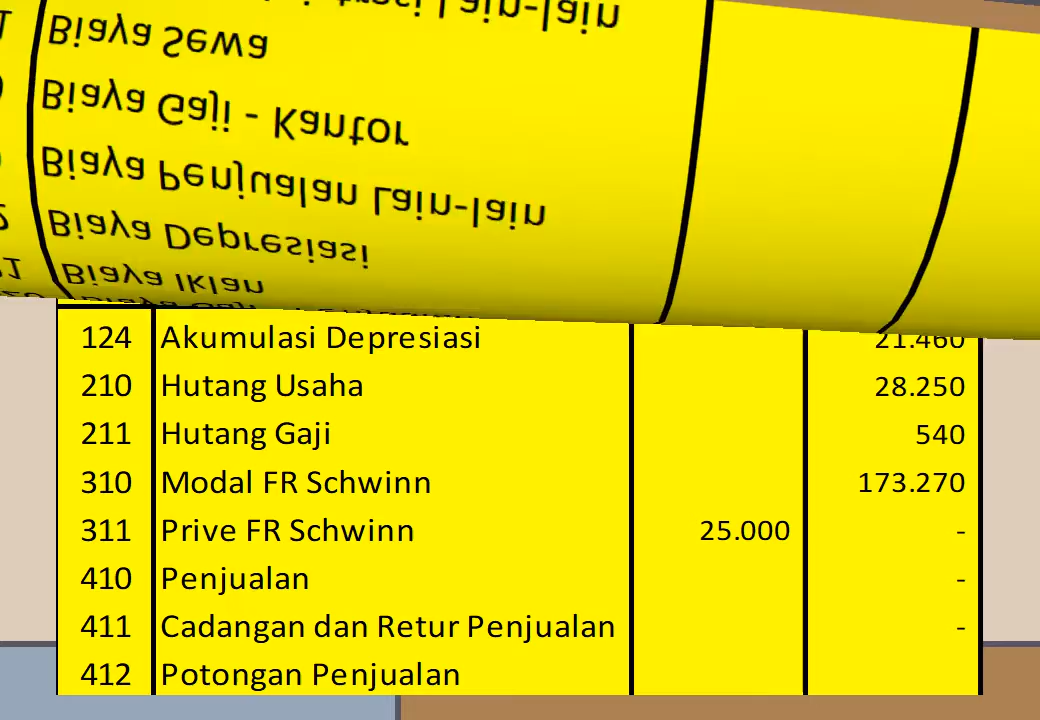 Biaya Sewa
Biaya Gaji - Kantor
Biaya Penjualan Lain-lain
Biaya Depresiasi
Biaya Iklan
124 Akumulasi Depresiasi 21.460
210 Hutang Usaha 28.250
211 Hutang Gaji 540
310 Modal FR Schwinn 173.270
311 Prive FR Schwinn 25.000 -
410 Penjualan -
411 Cadangan dan Retur Penjualan -
412 Potongan Penjualan